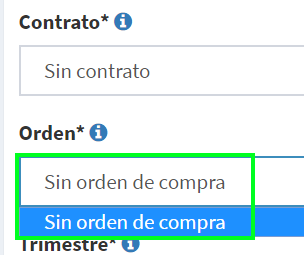 Contrato*
Sin contrato
Orden*
Sin orden de compra
Sin orden de compra
Trimestre*